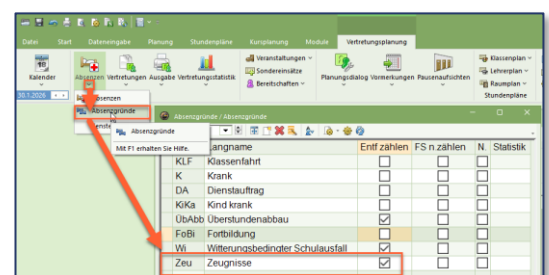 Datei Start Dateneingabe Planung Stundenpläne Kursplanung Module Vertretungsplanung
Kalender
Absenzen Vertretungen Ausgabe Vertretungsstatistik
Veranstaltungen
Sondereinsätze
Bereitschaften
Planungsdialog Vormerkungen Pausenaufsichten
Klassenplan
Lehrerplan
Raumplan
Stundenpläne
30.1.2026
Absenzen
Absenzgründe
Absenzgründe
Mit F1 erhalten Sie Hilfe.
Absenzgründe / Absenzgründe
Langname Entf zählen FS n.zählen N. Statistik
KLF Klassenfahrt
K Krank
DA Dienstauftrag
KiKa Kind krank
ÜbAbb Überstundenabbau
FoBi Fortbildung
Wi Witterungsbedingter Schulausfall
Zeu Zeugnisse